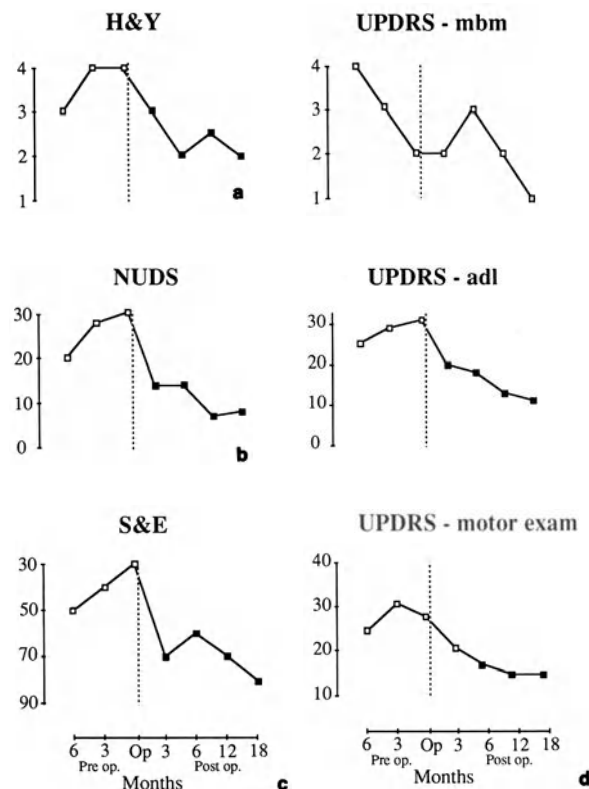 H&Y
4
3
2
1
a
UPDRS - mbm
4
3
2
1
NUDS
30
20
10
0
b
UPDRS - adl
30
20
10
0
S&E
30
50
70
90
6 3 Op 3 6 12 18
Pre op. Post op.
Months
c
UPDRS - motor exam
40
30
20
10
6 3 Op 3 6 12 18
Pre op. Post op.
Months
d